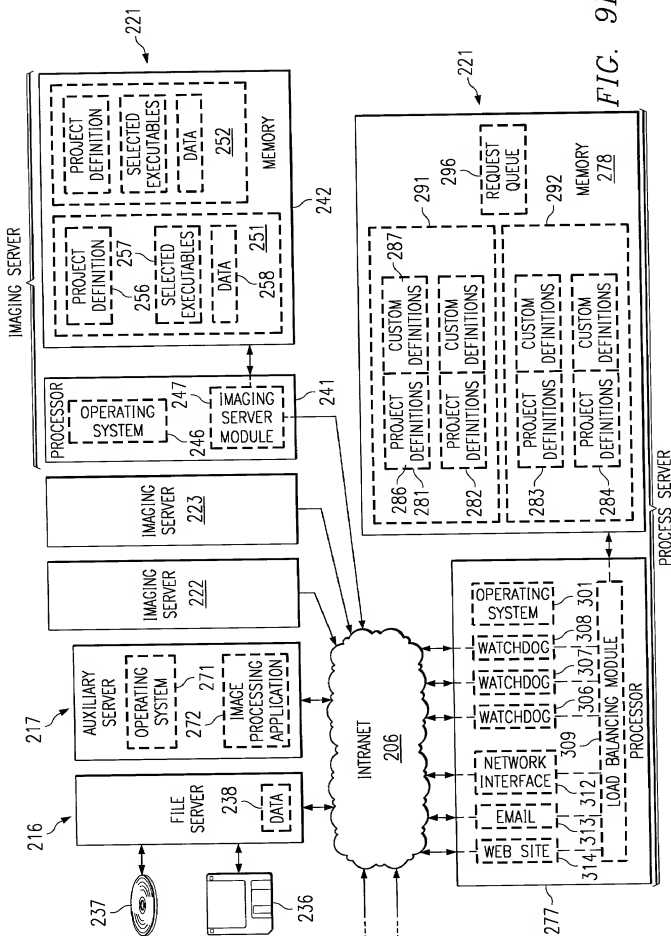 IMAGING SERVER
221
PROJECT
DEFINITION
SELECTED
EXECUTABLES
DATA
252
MEMORY
PROJECT
DEFINITION
256
257
SELECTED
EXECUTABLES
251
DATA
258
242
PROCESSOR
OPERATING
SYSTEM
247
IMAGING
SERVER
MODULE
246
241
IMAGING
SERVER
223
IMAGING
SERVER
222
217
AUXILIARY
SERVER
OPERATING
SYSTEM
271
272
IMAGE
PROCESSING
APPLICATION
216
FILE
SERVER
238
DATA
237
236
INTRANET
206
221
296
REQUEST
QUEUE
MEMORY
278
291
292
287
CUSTOM
DEFINITIONS
CUSTOM
DEFINITIONS
CUSTOM
DEFINITIONS
CUSTOM
DEFINITIONS
PROJECT
DEFINITIONS
PROJECT
DEFINITIONS
PROJECT
DEFINITIONS
PROJECT
DEFINITIONS
286
281
282
283
284
OPERATING
SYSTEM
301
WATCHDOG
308
WATCHDOG
307
WATCHDOG
306
309
NETWORK
INTERFACE
312
EMAIL
313
WEB SITE
314
LOAD BALANCING MODULE
PROCESSOR
277
PROCESS SERVER
FIG.